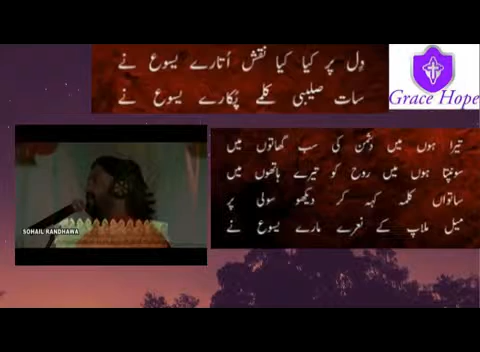 دِل پر کیا کیا نقش اُتارے یسوع نے
سات صلیبی کلمے پکارے یسوع نے
Grace Hope
تیرا ہوں میں دشمن کی سب گھاتوں میں
سونپتا ہوں میں روح کو تیرے ہاتھوں میں
ساتواں کلمہ کہہ کر دیکھو سولی پر
میل ملاپ کے نعرے مارے یسوع نے
SOHAIL RANDHAWA